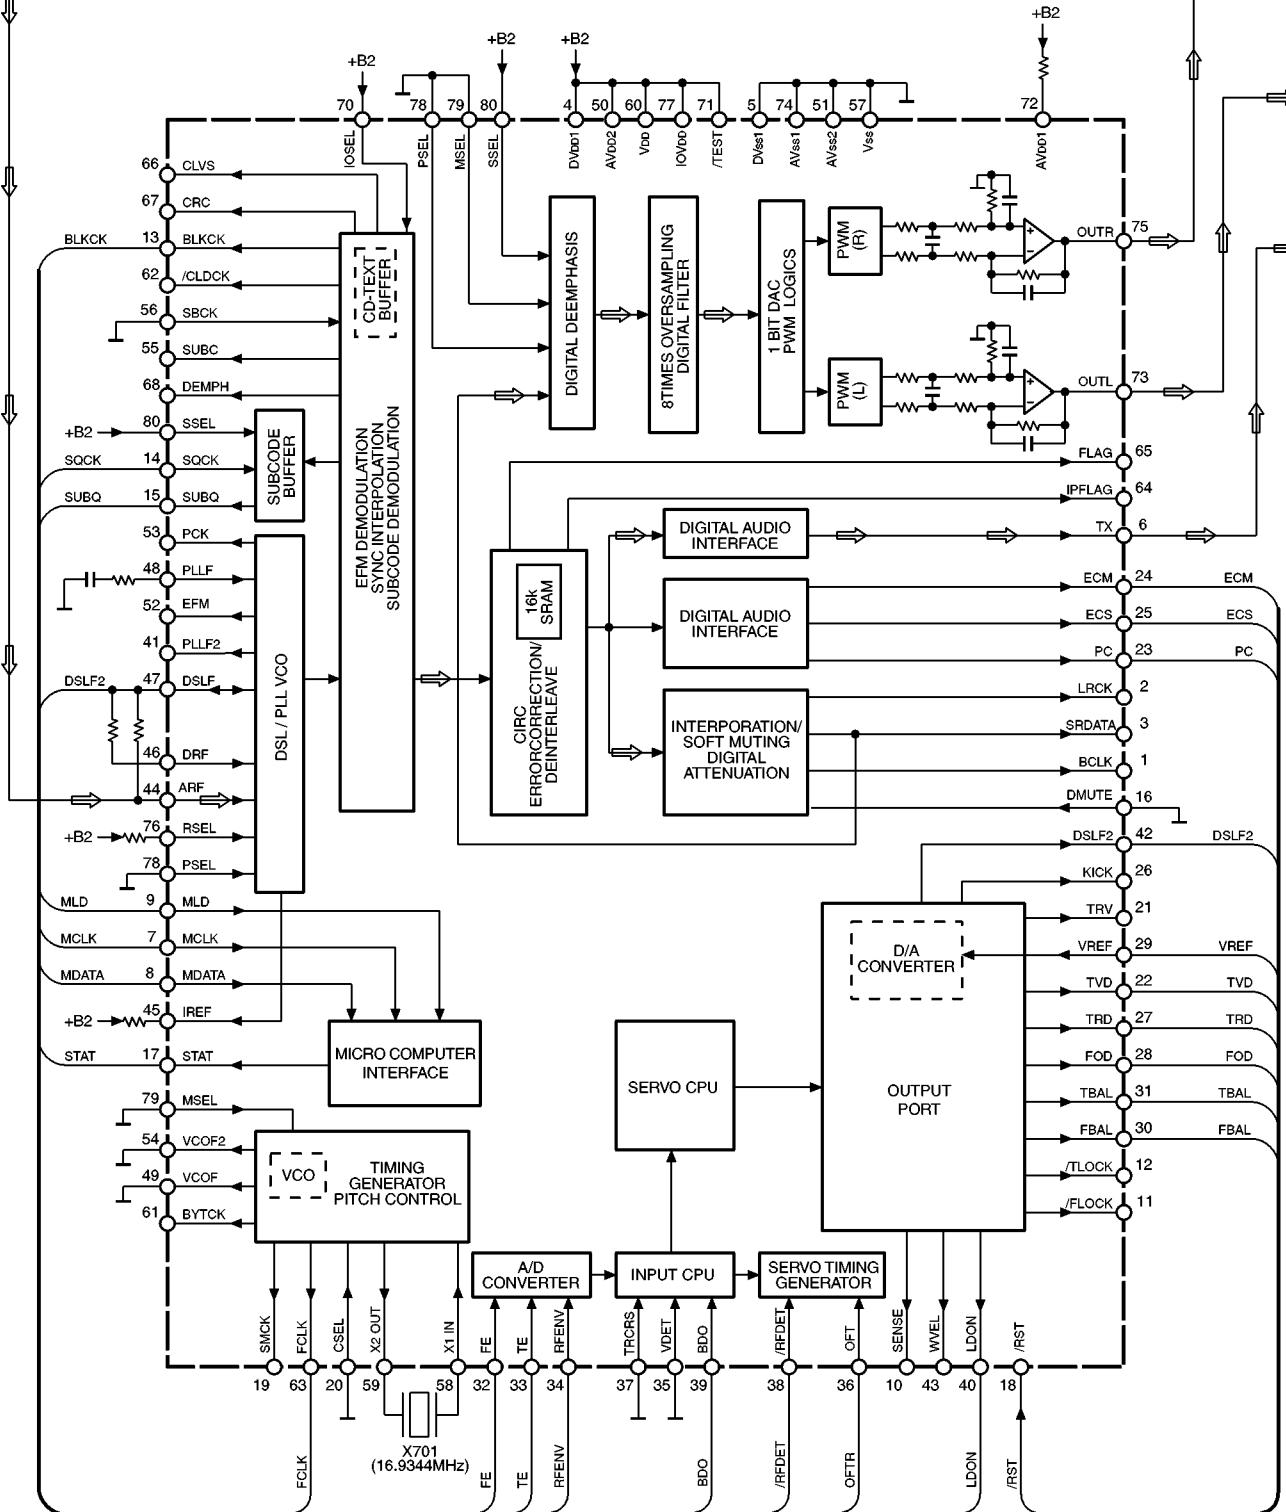 +B2
+B2
+B2
+B2
70
78
79
80
4
50
60
77
71
5
74
51
57
72
IOSEL
PSEL
MSEL
SSEL
DVDD1
AVDD2
VDD
IOVDD
/TEST
DVss1
AVss1
AVss2
Vss
AVDD1
66 CLVS
67 CRC
BLKCK 13 BLKCK
62 /CLDCK
56 SBCK
55 SUBC
68 DEMPH
+B2 80 SSEL
SQCK 14 SQCK
SUBQ 15 SUBQ
53 PCK
48 PLLF
52 EFM
41 PLLF2
DSLF2 47 DSLF
46 DRF
44 ARF
+B2 76 RSEL
78 PSEL
MLD 9 MLD
MCLK 7 MCLK
MDATA 8 MDATA
+B2 45 IREF
STAT 17 STAT
79 MSEL
54 VCOF2
49 VCOF
61 BYTCK
CD-TEXT
BUFFER
EFM DEMODULATION
SYNC INTERPOLATION
SUBCODE DEMODULATION
SUBCODE
BUFFER
DSL / PLL VCO
MICRO COMPUTER
INTERFACE
VCO
TIMING
GENERATOR
PITCH CONTROL
DIGITAL DEEMPHASIS
8TIMES OVERSAMPLING
DIGITAL FILTER
1 BIT DAC
PWM LOGICS
PWM
(R)
PWM
(L)
+
−
+
−
16k
SRAM
CIRC
ERRORCORRECTION/
DEINTERLEAVE
DIGITAL AUDIO
INTERFACE
DIGITAL AUDIO
INTERFACE
INTERPORATION/
SOFT MUTING
DIGITAL
ATTENUATION
D/A
CONVERTER
OUTPUT
PORT
SERVO CPU
A/D
CONVERTER
INPUT CPU
SERVO TIMING
GENERATOR
OUTR 75
OUTL 73
FLAG 65
IPFLAG 64
TX 6
ECM 24 ECM
ECS 25 ECS
PC 23 PC
LRCK 2
SRDATA 3
BCLK 1
DMUTE 16
DSLF2 42 DSLF2
KICK 26
TRV 21
VREF 29 VREF
TVD 22 TVD
TRD 27 TRD
FOD 28 FOD
TBAL 31 TBAL
FBAL 30 FBAL
/TLOCK 12
/FLOCK 11
SMCK
FCLK
CSEL
X2 OUT
X1 IN
FE
TE
RFENV
TRCRS
VDET
BDO
/RFDET
OFT
SENSE
WVEL
LDON
/RST
19
63
20
59
58
32
33
34
37
35
39
38
36
10
43
40
18
X701
(16.9344MHz)
FCLK
FE
TE
RFENV
BDO
/RFDET
OFTR
LDON
/RST